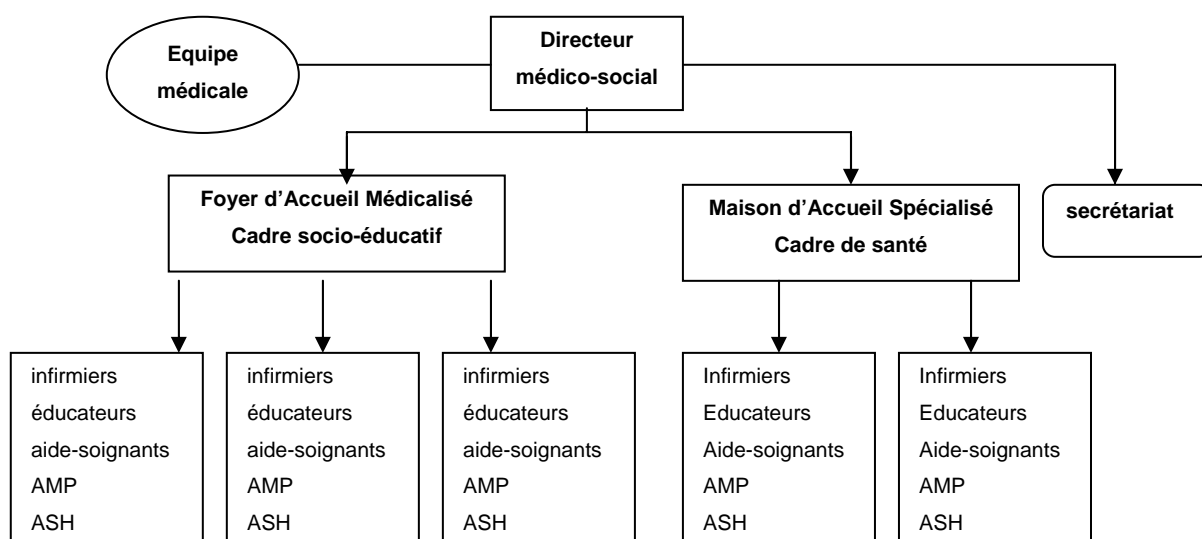 Equipe
médicale
Directeur
médico-social
Foyer d'Accueil Médicalisé
Cadre socio-éducatif
Maison d'Accueil Spécialisé
Cadre de santé
secrétariat
infirmiers
éducateurs
aide-soignants
AMP
ASH
infirmiers
éducateurs
aide-soignants
AMP
ASH
infirmiers
éducateurs
aide-soignants
AMP
ASH
Infirmiers
Educateurs
Aide-soignants
AMP
ASH
Infirmiers
Educateurs
Aide-soignants
AMP
ASH